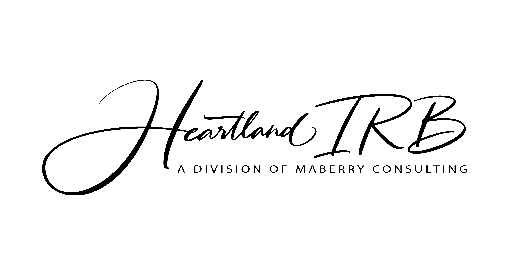 Heartland IRB
A DIVISION OF MABERRY CONSULTING